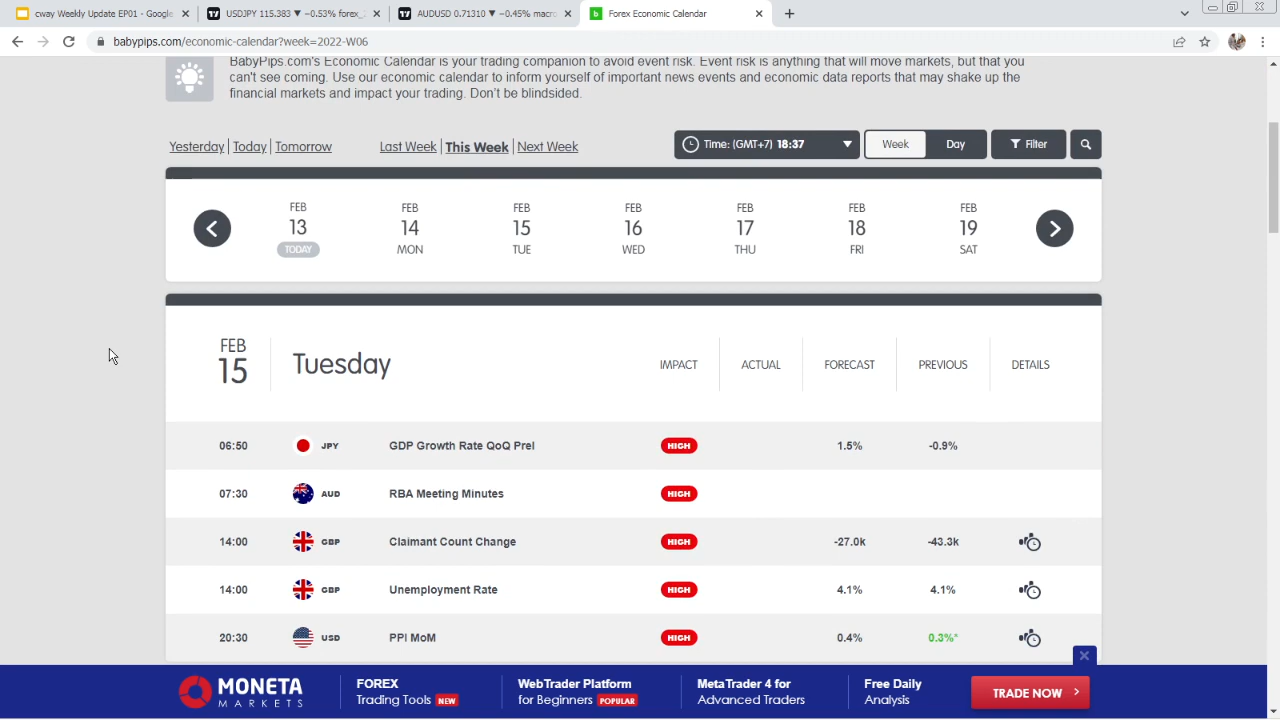 cway Weekly Update EP01 - Google
USDJPY 115.383 ▼ −0.53% forex_
AUDUSD 0.71310 ▼ −0.45% macro
Forex Economic Calendar
babypips.com/economic-calendar?week=2022-W06
BabyPips.com's Economic Calendar is your trading companion to avoid event risk. Event risk is anything that will move markets, but that you
can't see coming. Use our economic calendar to inform yourself of important news events and economic data reports that may shake up the
financial markets and impact your trading. Don't be blindsided.
Yesterday | Today | Tomorrow Last Week | This Week | Next Week Time: (GMT+7) 18:37 Week Day Filter
FEB FEB FEB FEB FEB FEB FEB
13 14 15 16 17 18 19
TODAY MON TUE WED THU FRI SAT
FEB
15 Tuesday IMPACT ACTUAL FORECAST PREVIOUS DETAILS
06:50 JPY GDP Growth Rate QoQ Prel HIGH 1.5% -0.9%
07:30 AUD RBA Meeting Minutes HIGH
14:00 GBP Claimant Count Change HIGH -27.0k -43.3k
14:00 GBP Unemployment Rate HIGH 4.1% 4.1%
20:30 USD PPI MoM HIGH 0.4% 0.3%*
MONETA
MARKETS
FOREX
Trading Tools NEW
WebTrader Platform
for Beginners POPULAR
MetaTrader 4 for
Advanced Traders
Free Daily
Analysis
TRADE NOW